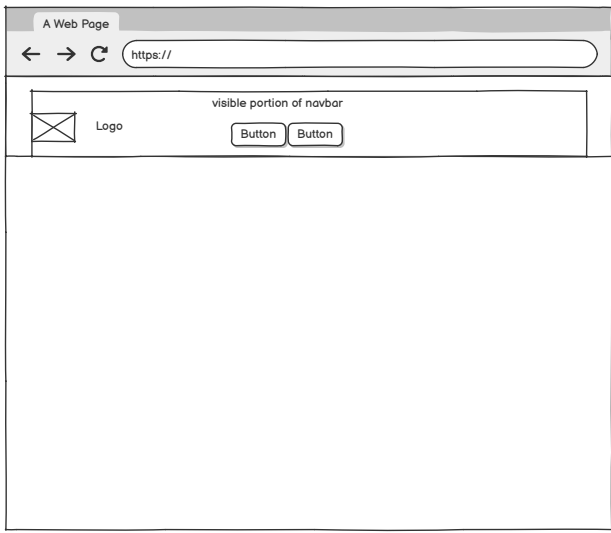 A Web Page
https://
visible portion of navbar
Logo
Button Button